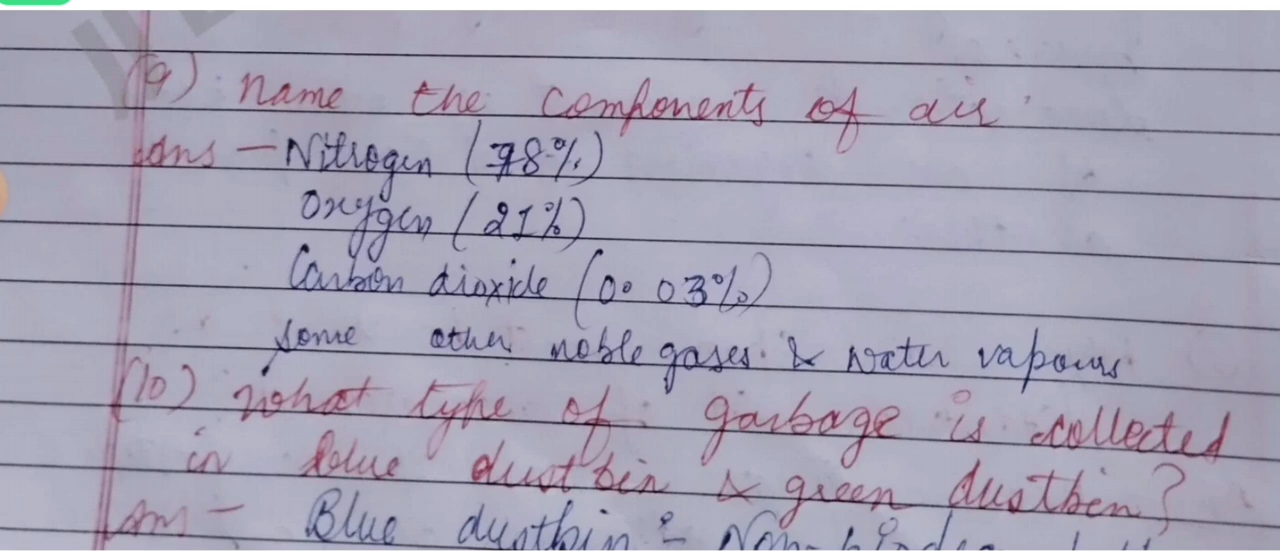 (9) name the components of air
Ans - Nitrogen (78%)
Oxygen (21%)
Carbon dioxide (0.03%)
some other noble gases & water vapours
(10) what type of garbage is collected
in blue dustbin & green dustbin?
Ans - Blue dustbin :-